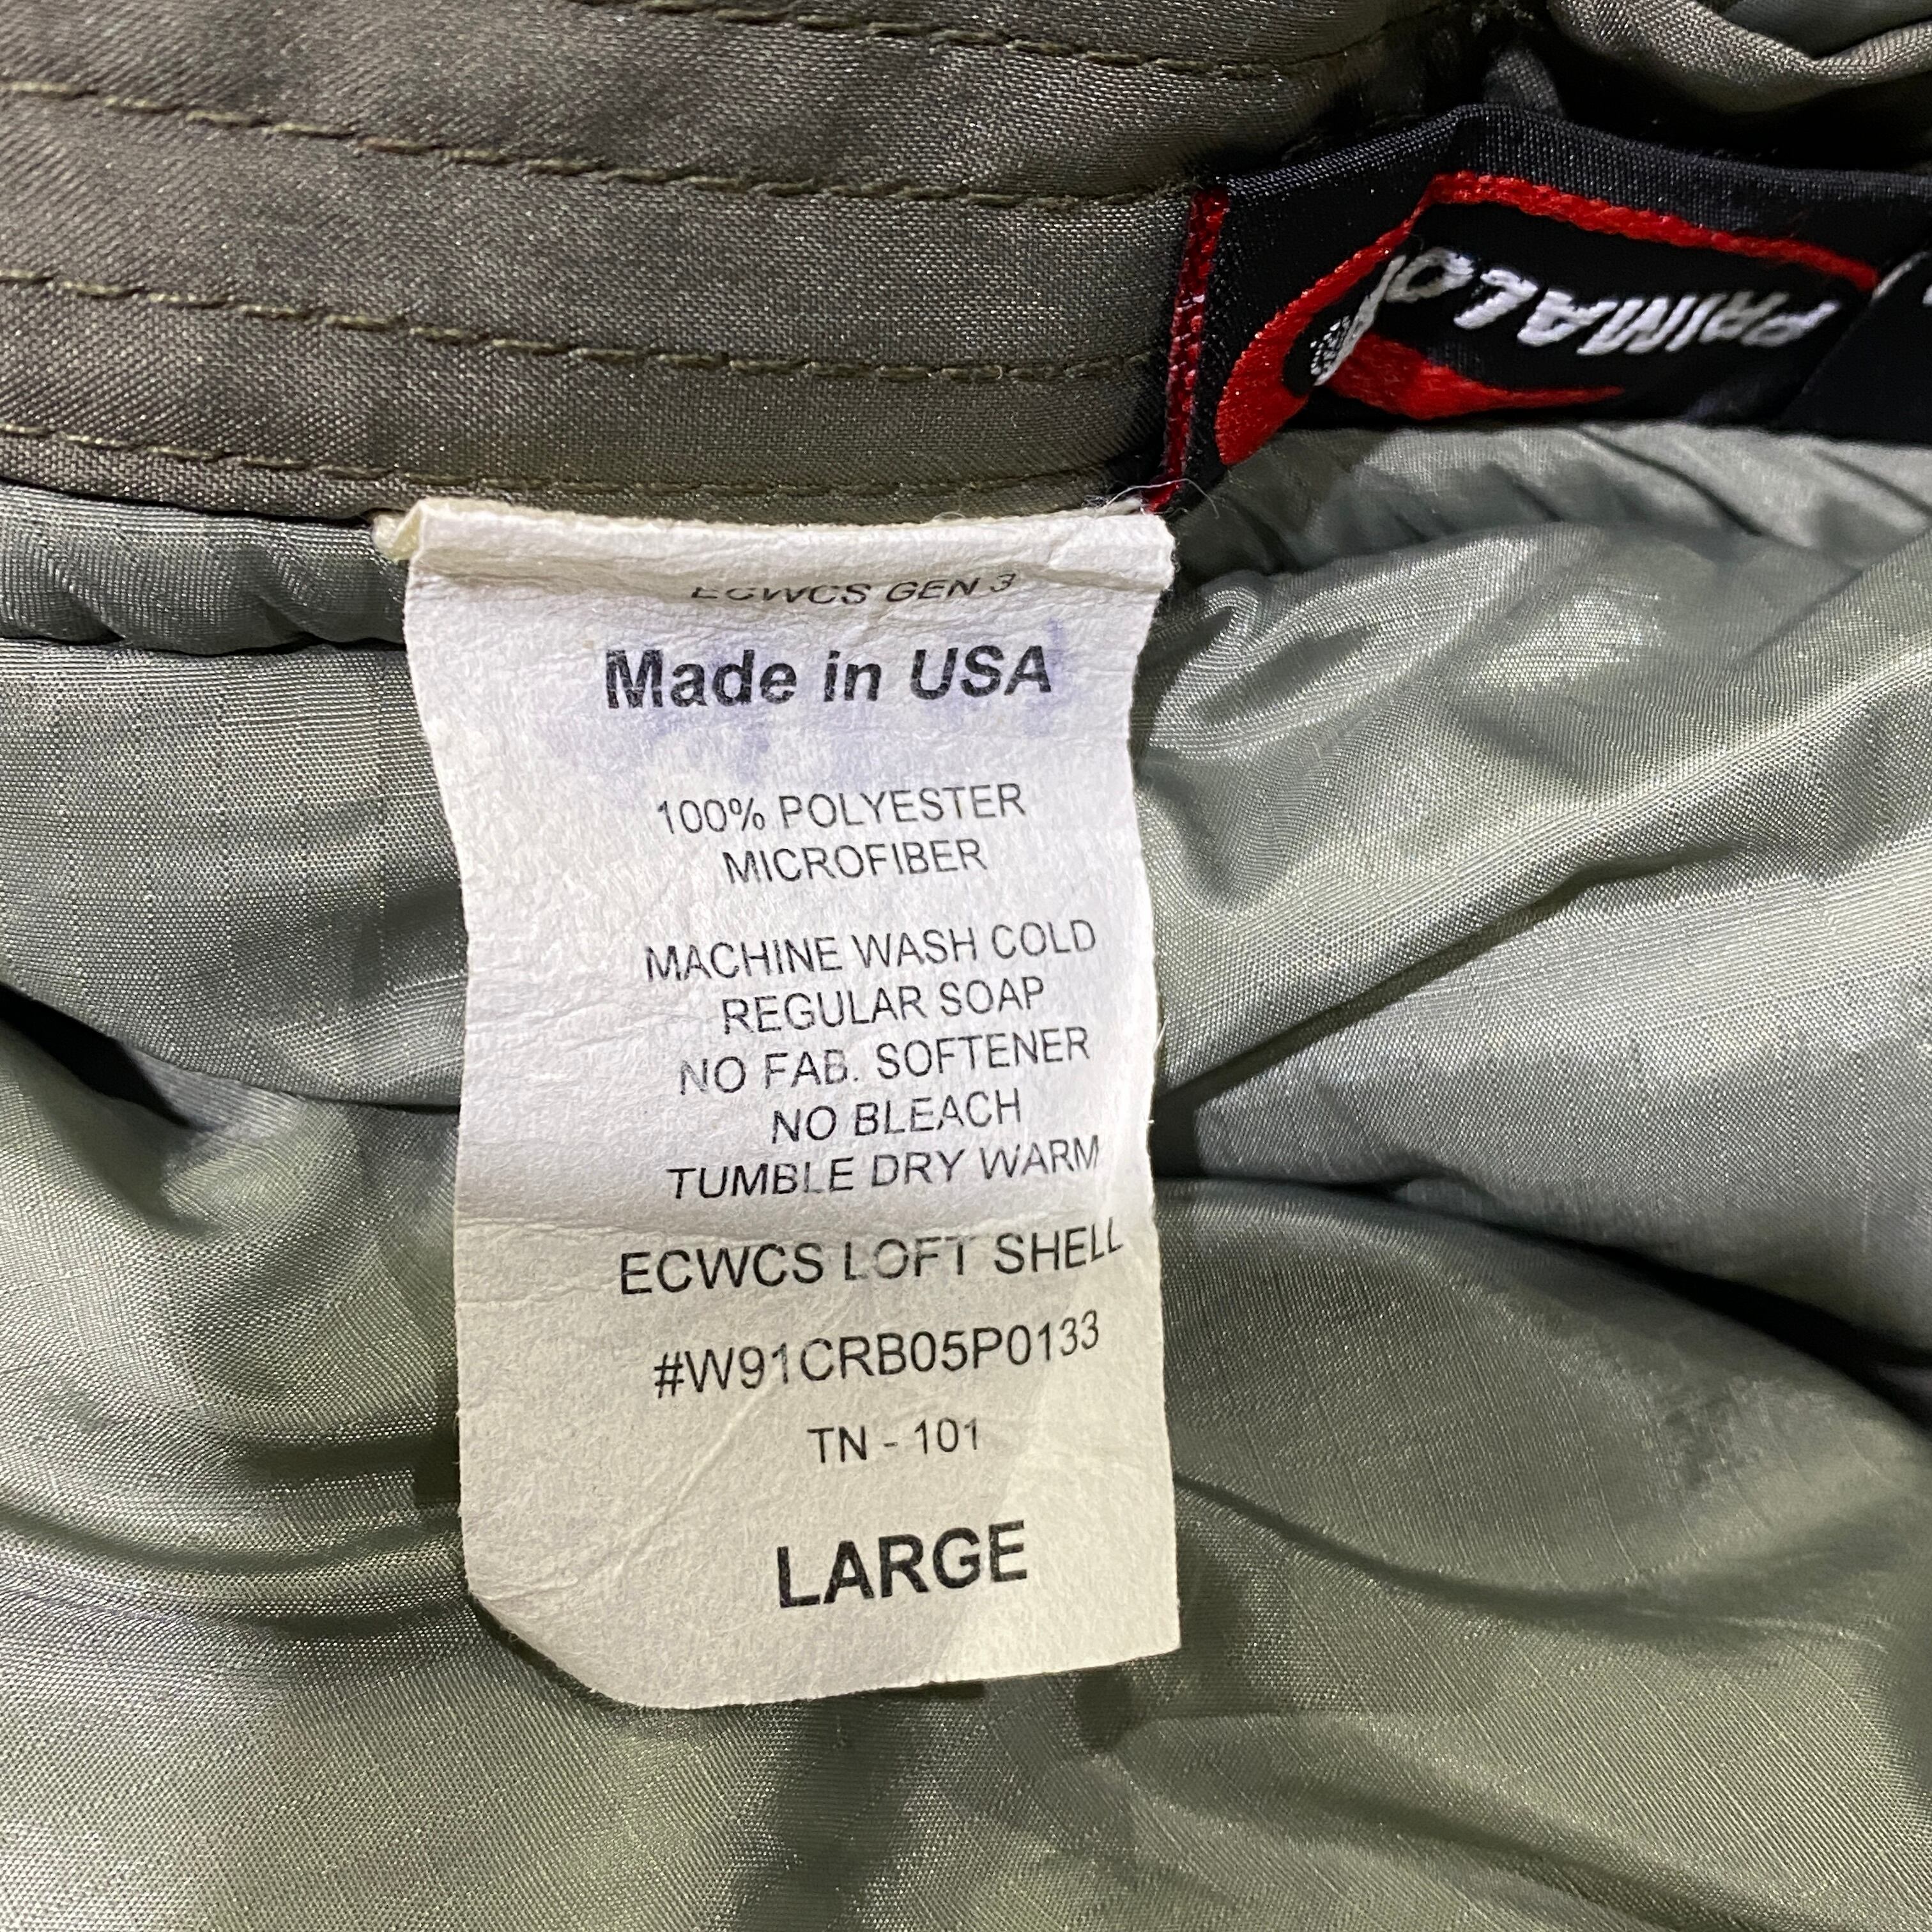 PRIMALO
ECWCS GEN 3
Made in USA
100% POLYESTER
MICROFIBER
MACHINE WASH COLD
REGULAR SOAP
NO FAB. SOFTENER
NO BLEACH
TUMBLE DRY WARM
ECWCS LOFT SHELL
#W91CRB05P0133
TN - 101
LARGE